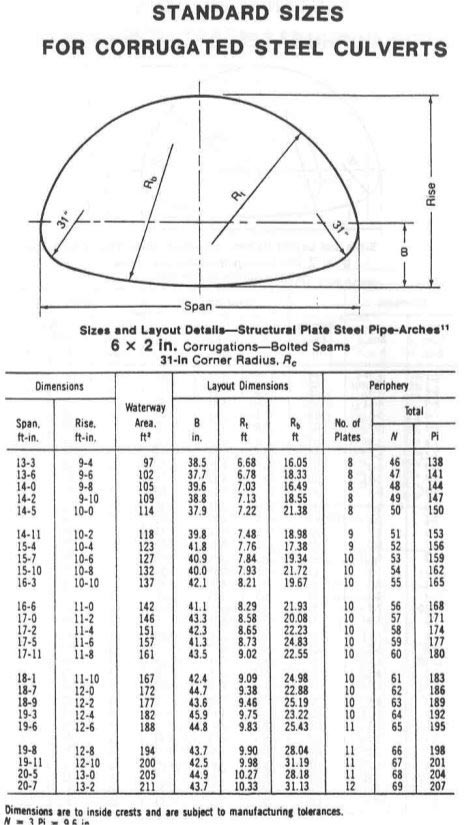 STANDARD SIZES
FOR CORRUGATED STEEL CULVERTS
Rb
Rt
31"
31"
Rise
B
Span
Sizes and Layout Details—Structural Plate Steel Pipe-Arches11
6 × 2 in. Corrugations—Bolted Seams
31-in Corner Radius, Rc
Dimensions Layout Dimensions Periphery
Waterway Total
Span, Rise, Area, B Rt Rb No. of
ft-in. ft-in. ft² in. ft ft Plates N Pi
13-3 9-4 97 38.5 6.68 16.05 8 46 138
13-6 9-6 102 37.7 6.78 18.33 8 47 141
14-0 9-8 105 39.6 7.03 16.49 8 48 144
14-2 9-10 109 38.8 7.13 18.55 8 49 147
14-5 10-0 114 37.9 7.22 21.38 8 50 150
14-11 10-2 118 39.8 7.48 18.98 9 51 153
15-4 10-4 123 41.8 7.76 17.38 9 52 156
15-7 10-6 127 40.9 7.84 19.34 10 53 159
15-10 10-8 132 40.0 7.93 21.72 10 54 162
16-3 10-10 137 42.1 8.21 19.67 10 55 165
16-6 11-0 142 41.1 8.29 21.93 10 56 168
17-0 11-2 146 43.3 8.58 20.08 10 57 171
17-2 11-4 151 42.3 8.65 22.23 10 58 174
17-5 11-6 157 41.3 8.73 24.83 10 59 177
17-11 11-8 161 43.5 9.02 22.55 10 60 180
18-1 11-10 167 42.4 9.09 24.98 10 61 183
18-7 12-0 172 44.7 9.38 22.88 10 62 186
18-9 12-2 177 43.6 9.46 25.19 10 63 189
19-3 12-4 182 45.9 9.75 23.22 10 64 192
19-6 12-6 188 44.8 9.83 25.43 11 65 195
19-8 12-8 194 43.7 9.90 28.04 11 66 198
19-11 12-10 200 42.5 9.98 31.19 11 67 201
20-5 13-0 205 44.9 10.27 28.18 11 68 204
20-7 13-2 211 43.7 10.33 31.13 12 69 207
Dimensions are to inside crests and are subject to manufacturing tolerances.
N = 3 Pi = 9.6 in.